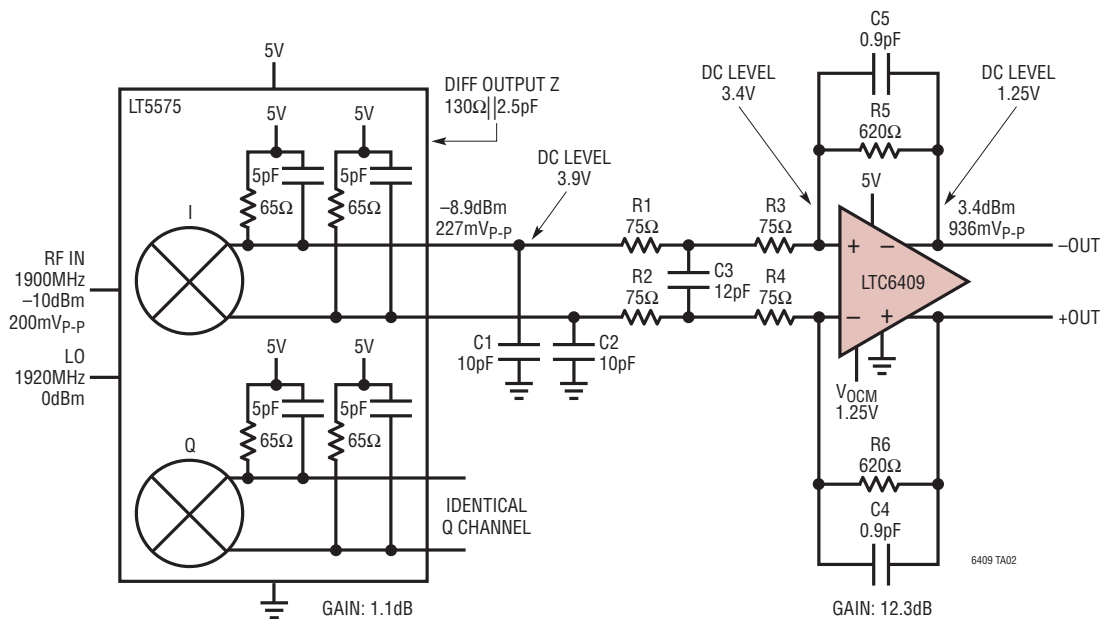 LT5575
5V
DIFF OUTPUT Z
130Ω||2.5pF
5V
5V
5pF
65Ω
5pF
65Ω
I
RF IN
1900MHz
–10dBm
200mVP-P
LO
1920MHz
0dBm
–8.9dBm
227mVP-P
DC LEVEL
3.9V
R1
75Ω
R3
75Ω
R2
75Ω
R4
75Ω
C3
12pF
C1
10pF
C2
10pF
DC LEVEL
3.4V
C5
0.9pF
R5
620Ω
DC LEVEL
1.25V
5V
3.4dBm
936mVP-P
+ –
LTC6409
– +
–OUT
+OUT
VOCM
1.25V
R6
620Ω
C4
0.9pF
5V
5V
5pF
65Ω
5pF
65Ω
Q
IDENTICAL
Q CHANNEL
GAIN: 1.1dB
GAIN: 12.3dB
6409 TA02